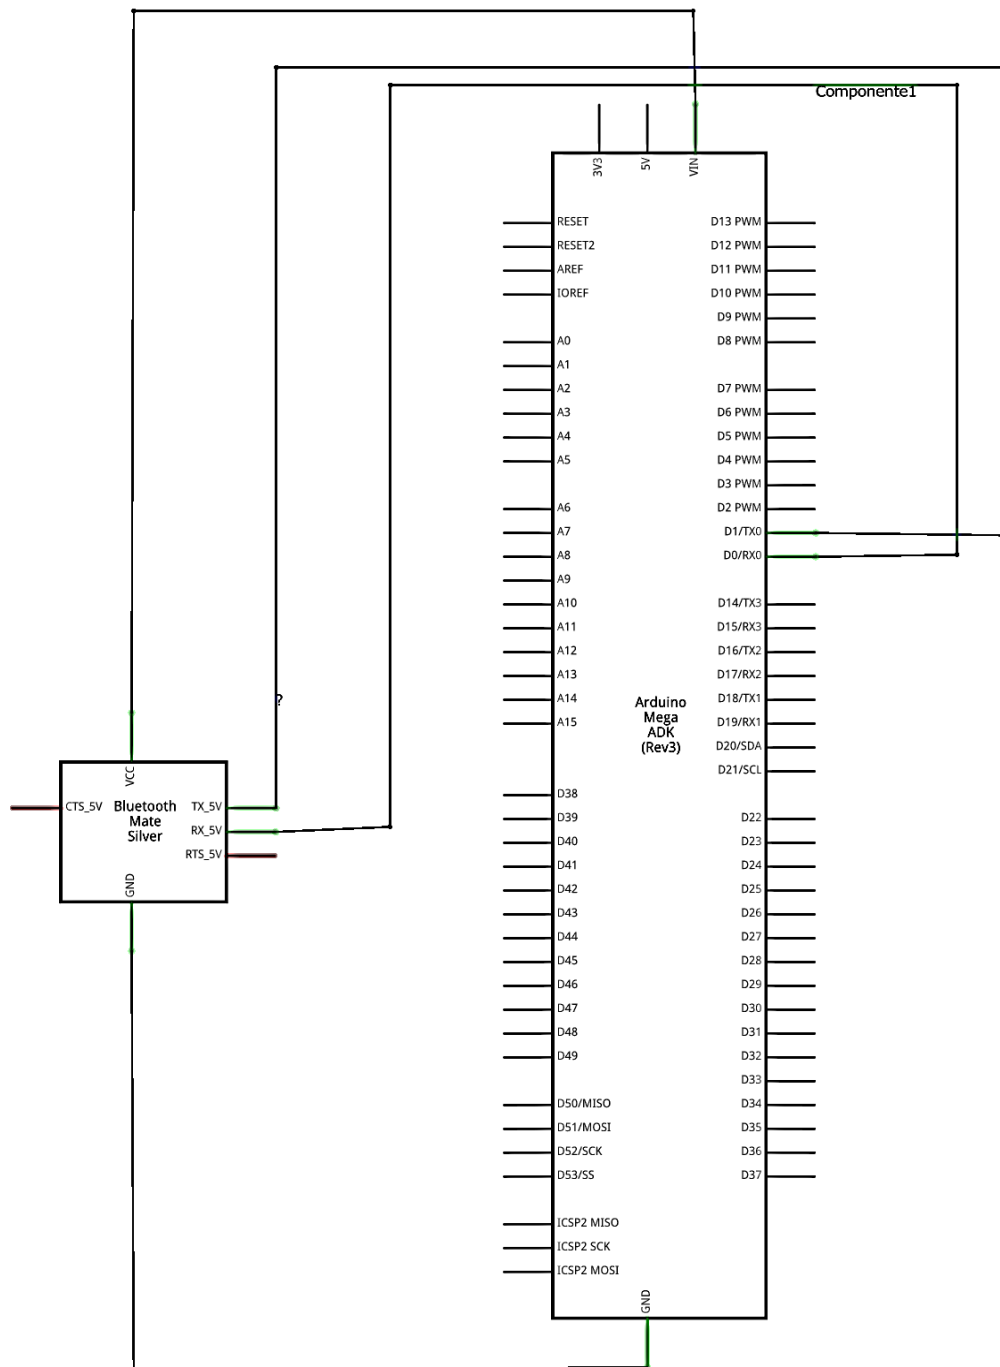 Componente1
3V3
5V
VIN
RESET
RESET2
AREF
IOREF
A0
A1
A2
A3
A4
A5
A6
A7
A8
A9
A10
A11
A12
A13
A14
A15
D38
D39
D40
D41
D42
D43
D44
D45
D46
D47
D48
D49
D50/MISO
D51/MOSI
D52/SCK
D53/SS
ICSP2 MISO
ICSP2 SCK
ICSP2 MOSI
D13 PWM
D12 PWM
D11 PWM
D10 PWM
D9 PWM
D8 PWM
D7 PWM
D6 PWM
D5 PWM
D4 PWM
D3 PWM
D2 PWM
D1/TX0
D0/RX0
D14/TX3
D15/RX3
D16/TX2
D17/RX2
D18/TX1
D19/RX1
D20/SDA
D21/SCL
D22
D23
D24
D25
D26
D27
D28
D29
D30
D31
D32
D33
D34
D35
D36
D37
Arduino
Mega
ADK
(Rev3)
GND
?
VCC
CTS_5V
Bluetooth
Mate
Silver
TX_5V
RX_5V
RTS_5V
GND